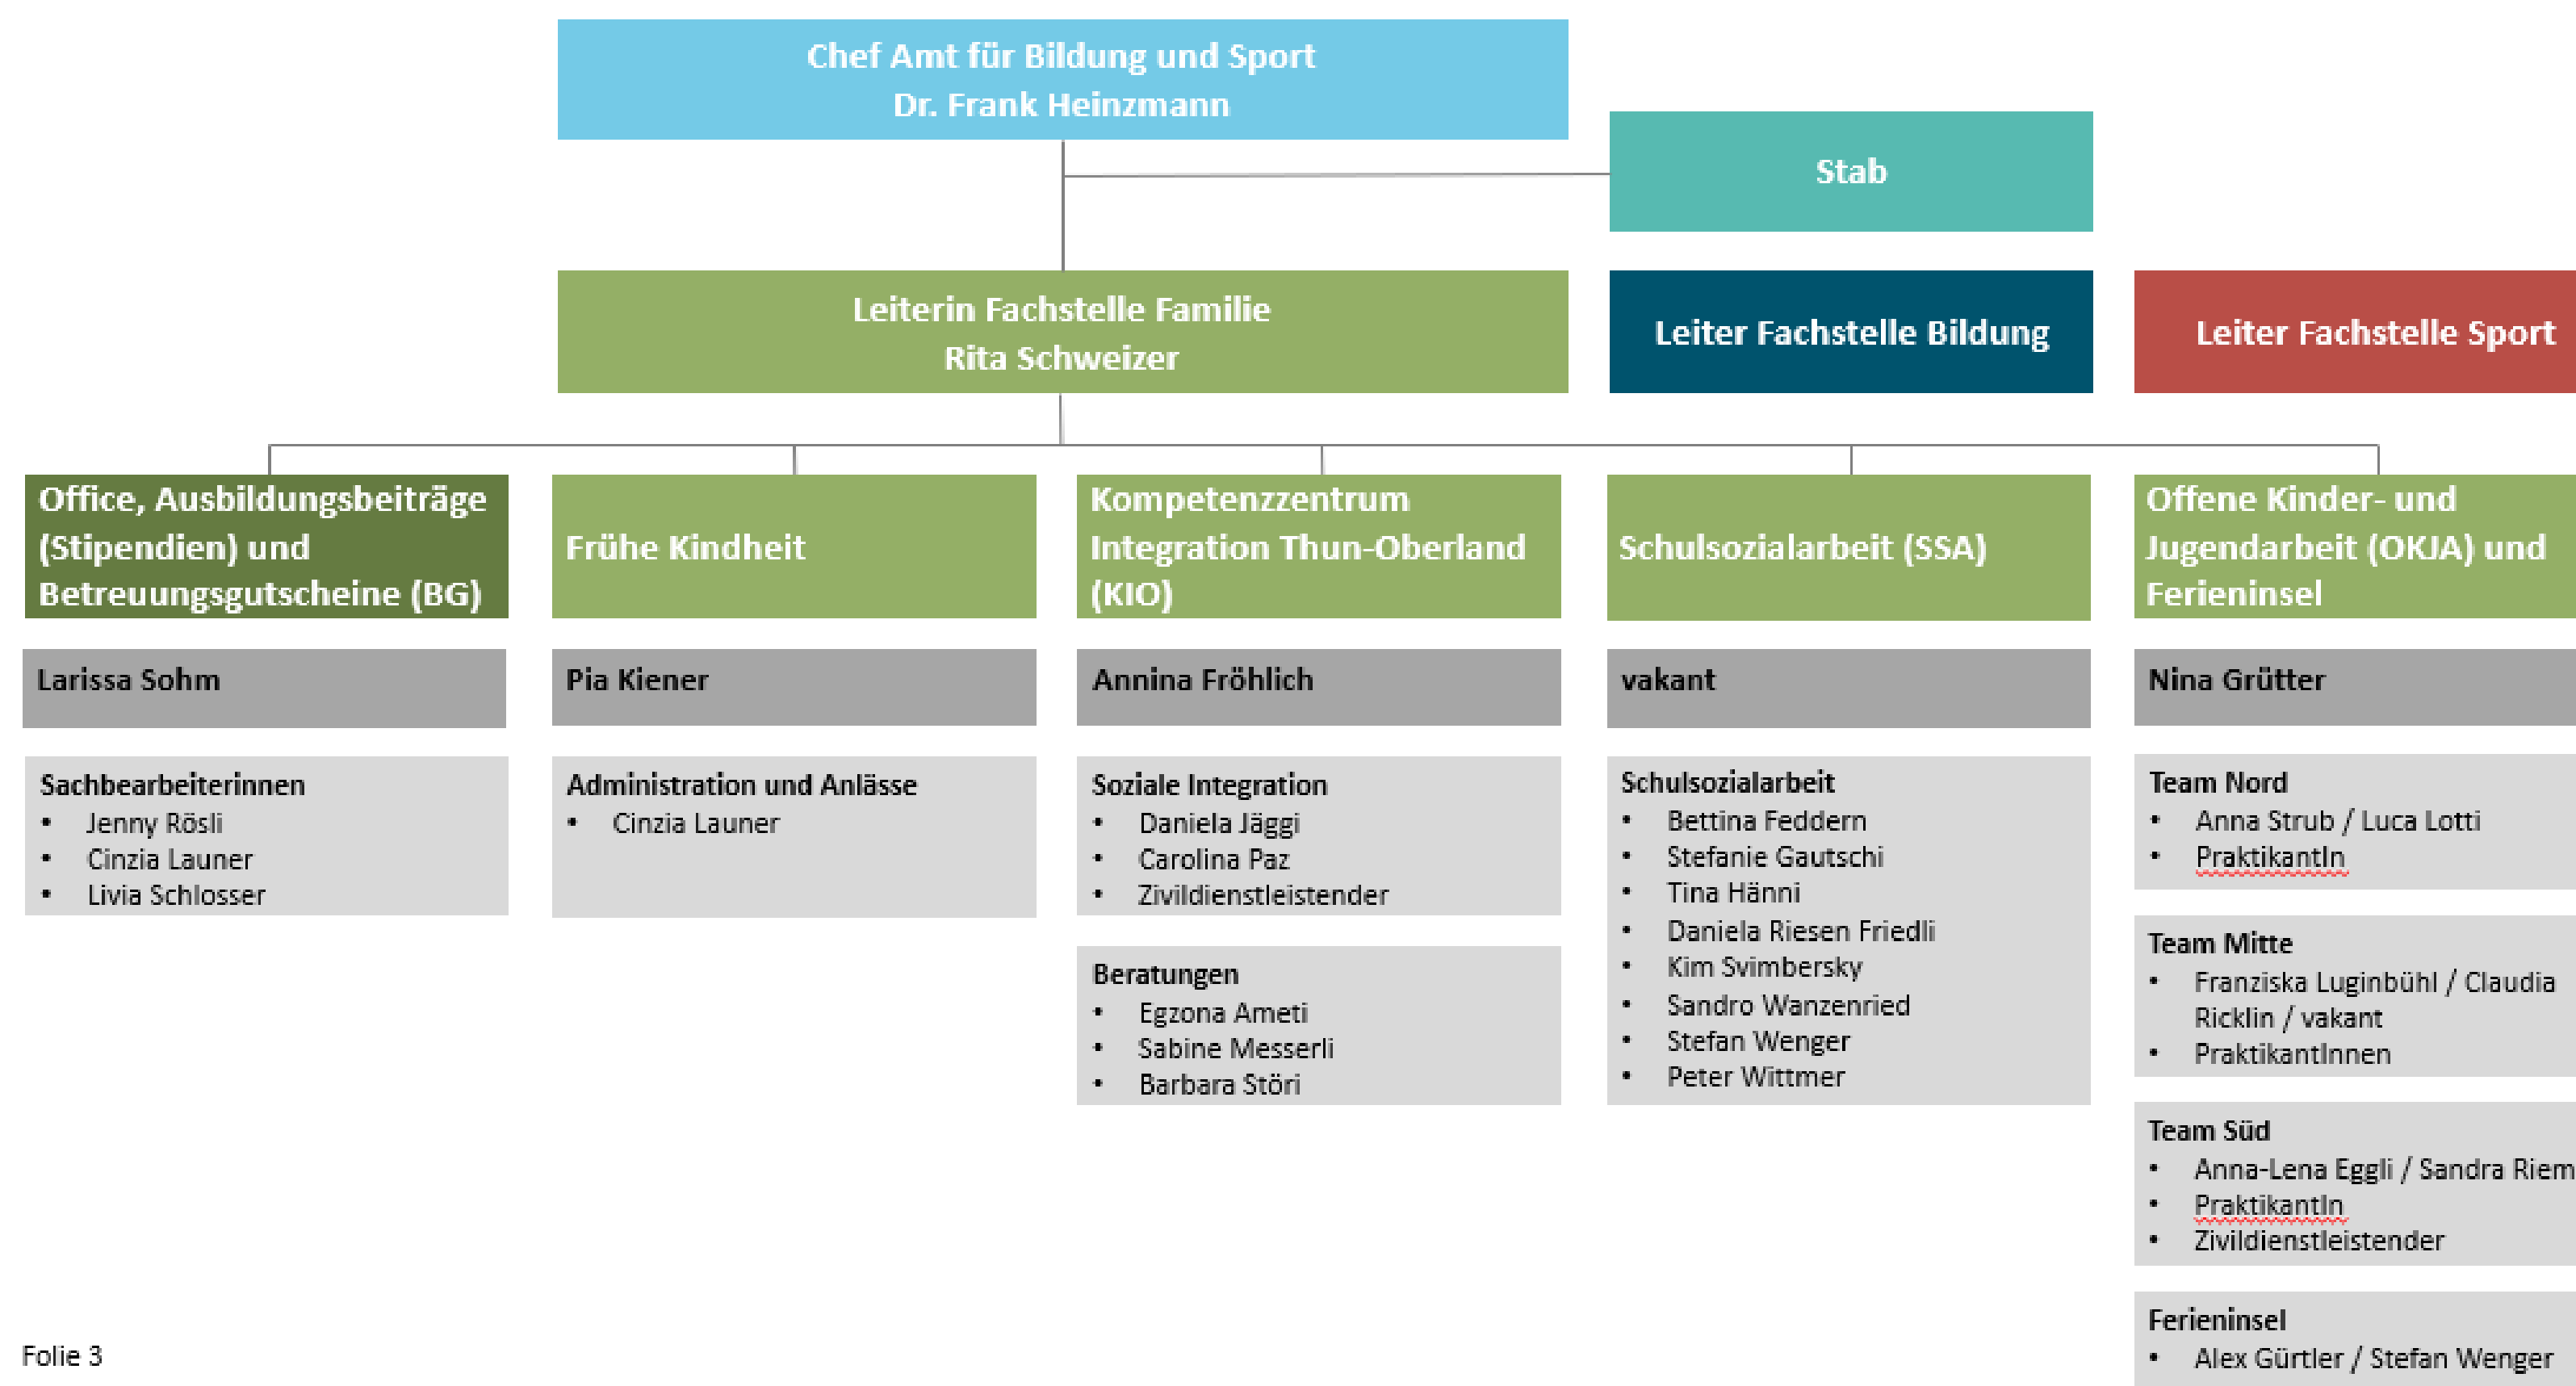 Chef Amt für Bildung und Sport
Dr. Frank Heinzmann
Stab
Leiterin Fachstelle Familie
Rita Schweizer
Leiter Fachstelle Bildung
Leiter Fachstelle Sport
Office, Ausbildungsbeiträge
(Stipendien) und
Betreuungsgutscheine (BG)
Larissa Sohm
Sachbearbeiterinnen
• Jenny Rösli
• Cinzia Launer
• Livia Schlosser
Frühe Kindheit
Pia Kiener
Administration und Anlässe
• Cinzia Launer
Kompetenzzentrum
Integration Thun-Oberland
(KIO)
Annina Fröhlich
Soziale Integration
• Daniela Jäggi
• Carolina Paz
• Zivildienstleistender
Beratungen
• Egzona Ameti
• Sabine Messerli
• Barbara Störi
Schulsozialarbeit (SSA)
vakant
Schulsozialarbeit
• Bettina Feddern
• Stefanie Gautschi
• Tina Hänni
• Daniela Riesen Friedli
• Kim Svimbersky
• Sandro Wanzenried
• Stefan Wenger
• Peter Wittmer
Offene Kinder- und
Jugendarbeit (OKJA) und
Ferieninsel
Nina Grütter
Team Nord
• Anna Strub / Luca Lotti
• PraktikantIn
Team Mitte
• Franziska Luginbühl / Claudia
Ricklin / vakant
• PraktikantInnen
Team Süd
• Anna-Lena Eggli / Sandra Riem
• PraktikantIn
• Zivildienstleistender
Ferieninsel
• Alex Gürtler / Stefan Wenger
Folie 3